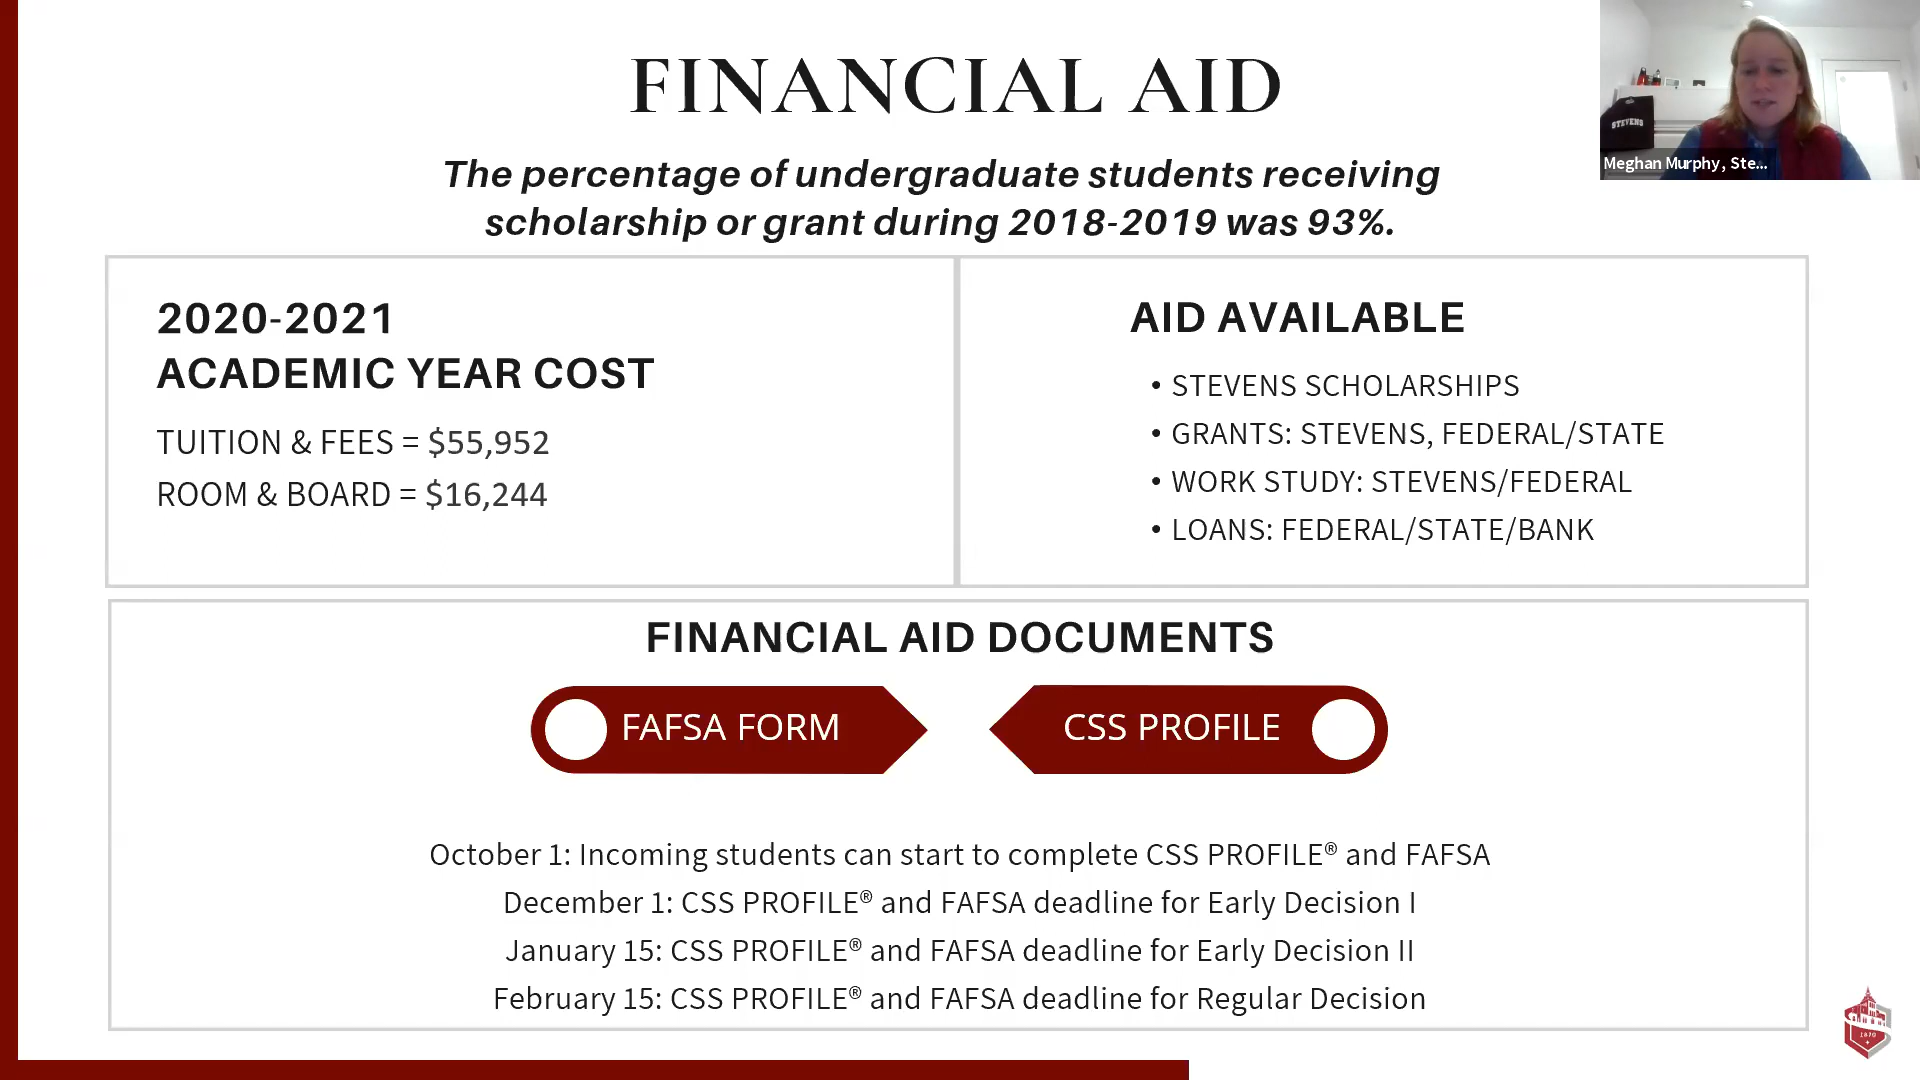 FINANCIAL AID
The percentage of undergraduate students receiving
scholarship or grant during 2018-2019 was 93%.
STEVENS
Meghan Murphy, Ste...
2020-2021
ACADEMIC YEAR COST
TUITION & FEES = $55,952
ROOM & BOARD = $16,244
AID AVAILABLE
• STEVENS SCHOLARSHIPS
• GRANTS: STEVENS, FEDERAL/STATE
• WORK STUDY: STEVENS/FEDERAL
• LOANS: FEDERAL/STATE/BANK
FINANCIAL AID DOCUMENTS
FAFSA FORM
CSS PROFILE
October 1: Incoming students can start to complete CSS PROFILE® and FAFSA
December 1: CSS PROFILE® and FAFSA deadline for Early Decision I
January 15: CSS PROFILE® and FAFSA deadline for Early Decision II
February 15: CSS PROFILE® and FAFSA deadline for Regular Decision
1870